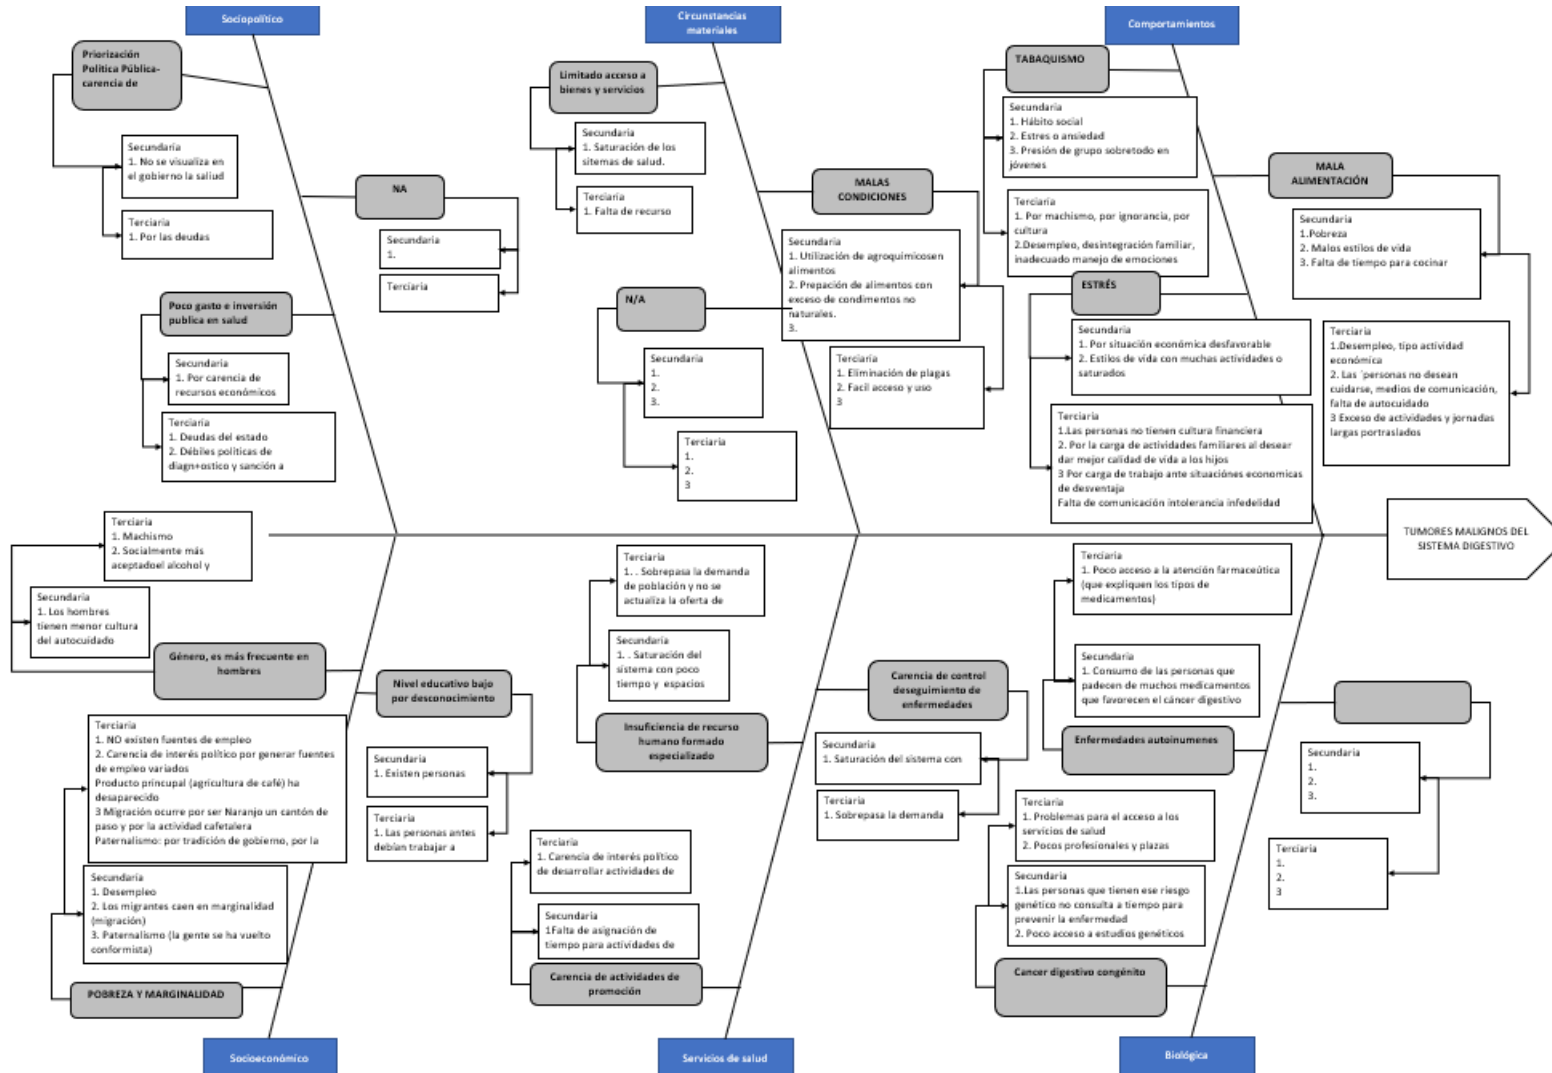 Sociopolítico
Priorización
Política Pública-
carencia de
Secundaria
1. No se visualiza en
el gobierno la saliud
Terciaria
1. Por las deudas
NA
Secundaria
1.
Terciaria
Poco gasto e inversión
publica en salud
Secundaria
1. Por carencia de
recursos económicos
Terciaria
1. Deudas del estado
2. Débiles políticas de
diagn+ostico y sanción a
Circunstancias
materiales
Limitado acceso a
bienes y servicios
Secundaria
1. Saturación de los
sitemas de salud.
Terciaria
1. Falta de recurso
MALAS
CONDICIONES
Secundaria
1. Utilización de agroquimicosen
alimentos
2. Prepación de alimentos con
exceso de condimentos no
naturales.
3.
Terciaria
1. Eliminación de plagas
2. Facil acceso y uso
3
N/A
Secundaria
1.
2.
3.
Terciaria
1.
2.
3
Comportamientos
TABAQUISMO
Secundaria
1. Hábito social
2. Estres o ansiedad
3. Presión de grupo sobretodo en
jóvenes
Terciaria
1. Por machismo, por ignorancia, por
cultura
2.Desempleo, desintegración familiar,
inadecuado manejo de emociones
MALA
ALIMENTACIÓN
Secundaria
1.Pobreza
2. Malos estilos de vida
3. Falta de tiempo para cocinar
Terciaria
1.Desempleo, tipo actividad
económica
2. Las ´personas no desean
cuidarse, medios de comunicación,
falta de autocuidado
3 Exceso de actividades y jornadas
largas portraslados
ESTRÉS
Secundaria
1. Por situación económica desfavorable
2. Estilos de vida con muchas actividades o
saturados
Terciaria
1.Las personas no tienen cultura financiera
2. Por la carga de actividades familiares al desear
dar mejor calidad de vida a los hijos
3 Por carga de trabajo ante situaciónes economicas
de desventaja
Falta de comunicación intolerancia infedelidad
TUMORES MALIGNOS DEL
SISTEMA DIGESTIVO
Terciaria
1. Machismo
2. Socialmente más
aceptadoel alcohol y
Secundaria
1. Los hombres
tienen menor cultura
del autocuidado
Género, es más frecuente en
hombres
Nivel educativo bajo
por desconocimiento
Secundaria
1. Existen personas
Terciaria
1. Las personas antes
debían trabajar a
Terciaria
1. NO existen fuentes de empleo
2. Carencia de interés político por generar fuentes
de empleo variados
Producto príncupal (agricultura de café) ha
desaparecido
3 Migración ocurre por ser Naranjo un cantón de
paso y por la actividad cafetalera
Paternalismo: por tradición de gobierno, por la
Secundaria
1. Desempleo
2. Los migrantes caen en marginalidad
(migración)
3. Paternalismo (la gente se ha vuelto
conformista)
POBREZA Y MARGINALIDAD
Socioeconómico
Terciaria
1. . Sobrepasa la demanda
de población y no se
actualiza la oferta de
Secundaria
1. . Saturación del
sistema con poco
tiempo y espacios
Insuficiencia de recurso
humano formado
especializado
Carencia de control
deseguimiento de
enfermedades
Secundaria
1. Saturación del sistema con
Terciaria
1. Sobrepasa la demanda
Terciaria
1. Carencia de interés político
de desarrollar actividades de
Secundaria
1Falta de asignación de
tiempo para actividades de
Carencia de actividades de
promoción
Servicios de salud
Terciaria
1. Poco acceso a la atención farmaceútica
(que expliquen los tipos de
medicamentos)
Secundaria
1. Consumo de las personas que
padecen de muchos medicamentos
que favorecen el cáncer digestivo
Enfermedades autoinumenes
Secundaria
1.
2.
3.
Terciaria
1.
2.
3
Terciaria
1. Problemas para el acceso a los
servicios de salud
2. Pocos profesionales y plazas
Secundaria
1.Las personas que tienen ese riesgo
genético no consulta a tiempo para
prevenir la enfermedad
2. Poco acceso a estudios genéticos
Cancer digestivo congénito
Biológica